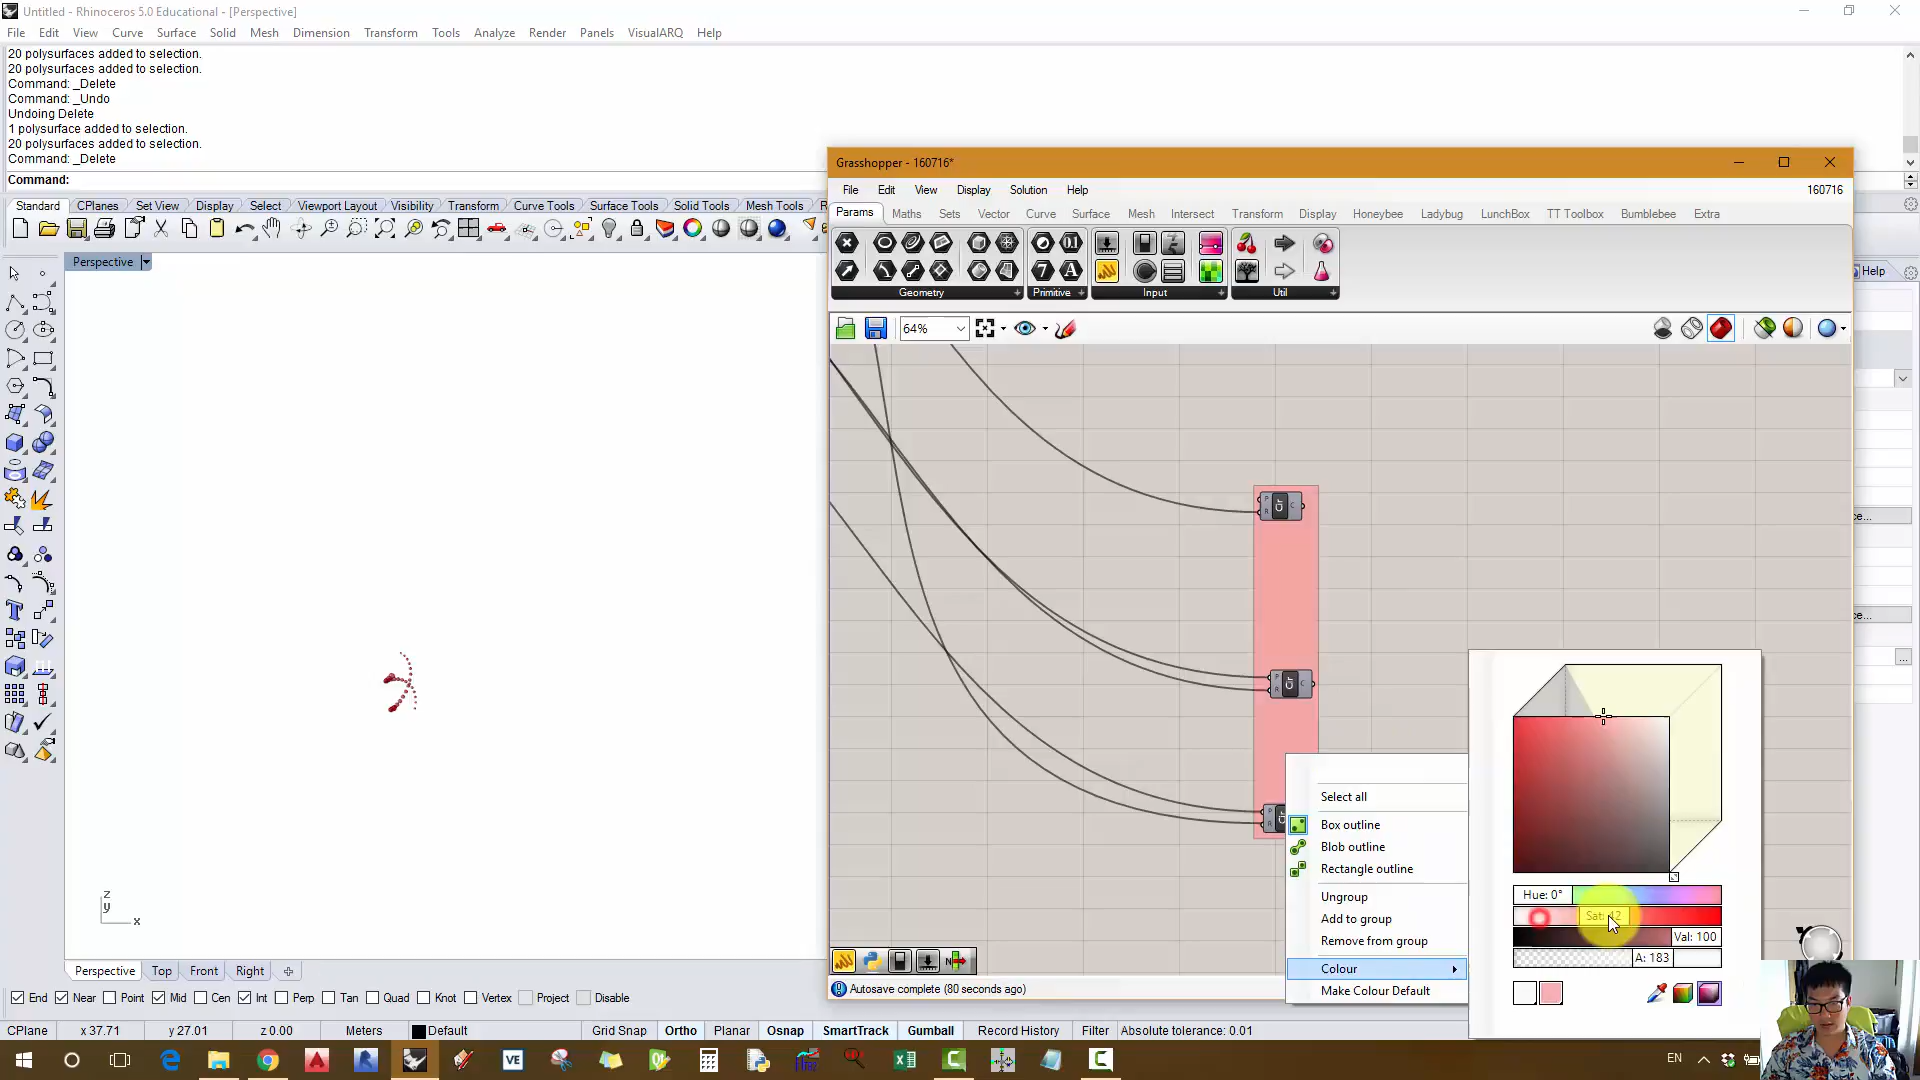 Untitled - Rhinoceros 5.0 Educational - [Perspective]
File Edit View Curve Surface Solid Mesh Dimension Transform Tools Analyze Render Panels VisualARQ Help
20 polysurfaces added to selection.
20 polysurfaces added to selection.
Command: _Delete
Command: _Undo
Undoing Delete
1 polysurface added to selection.
20 polysurfaces added to selection.
Command: _Delete
Command:
Standard CPlanes Set View Display Select Viewport Layout Visibility Transform Curve Tools Surface Tools Solid Tools Mesh Tools
Perspective
Grasshopper - 160716*
File Edit View Display Solution Help 160716
Params Maths Sets Vector Curve Surface Mesh Intersect Transform Display Honeybee Ladybug LunchBox TT Toolbox Bumblebee Extra
Geometry Primitive Input Util
64%
Help
P R Cir C
P R Cir C
P R
Select all
Box outline
Blob outline
Rectangle outline
Ungroup
Add to group
Remove from group
Colour
Make Colour Default
Hue: 0°
Sat: 42
Val: 100
A: 183
z
y
x
Autosave complete (80 seconds ago)
Perspective Top Front Right
End Near Point Mid Cen Int Perp Tan Quad Knot Vertex Project Disable
CPlane x 37.71 y 27.01 z 0.00 Meters Default Grid Snap Ortho Planar Osnap SmartTrack Gumball Record History Filter Absolute tolerance: 0.01
VE
EN